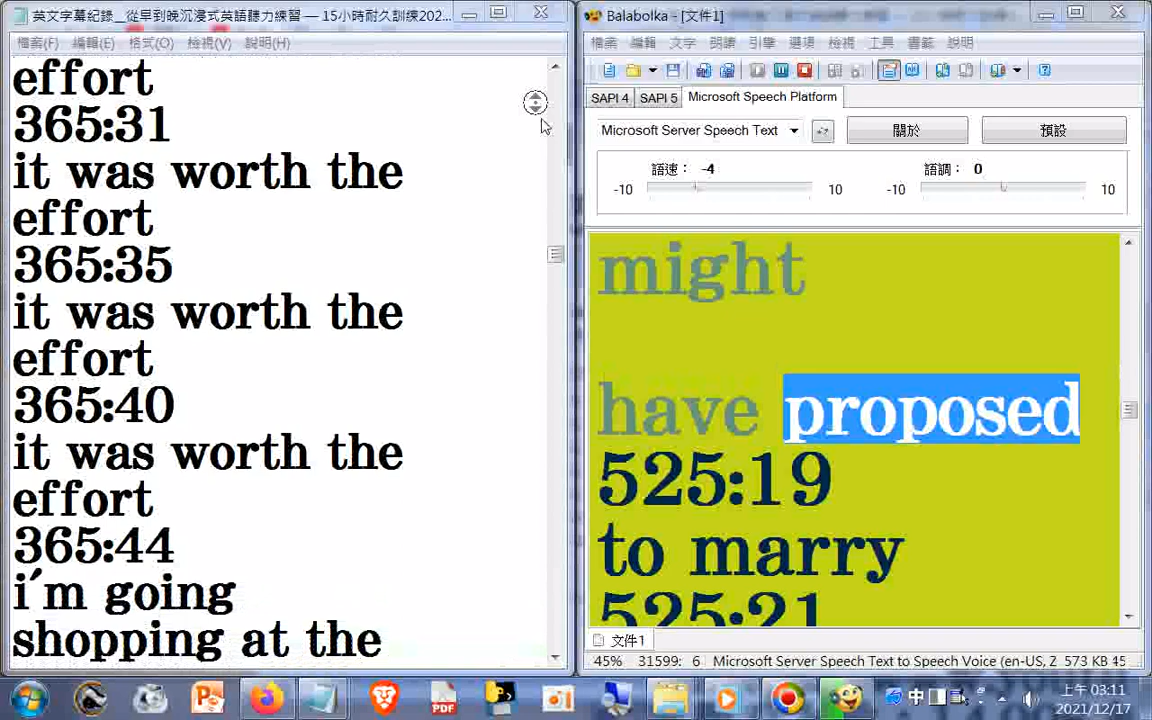 英文字幕紀錄__從早到晚沉浸式英語聽力練習 — 15小時耐久訓練202...
檔案(F) 編輯(E) 格式(O) 檢視(V) 說明(H)
effort
365:31
it was worth the
effort
365:35
it was worth the
effort
365:40
it was worth the
effort
365:44
i'm going
shopping at the
Balabolka - [文件1]
檔案 編輯 文字 朗讀 引擎 選項 檢視 工具 書籤 說明
SAPI 4 SAPI 5 Microsoft Speech Platform
Microsoft Server Speech Text 關於 預設
語速： -4 語調： 0
-10 10 -10 10
might
have proposed
525:19
to marry
525:21
文件1
45% 31599: 6 Microsoft Server Speech Text to Speech Voice (en-US, 2 573 KB 45
PDF
中
上午 03:11
2021/12/17